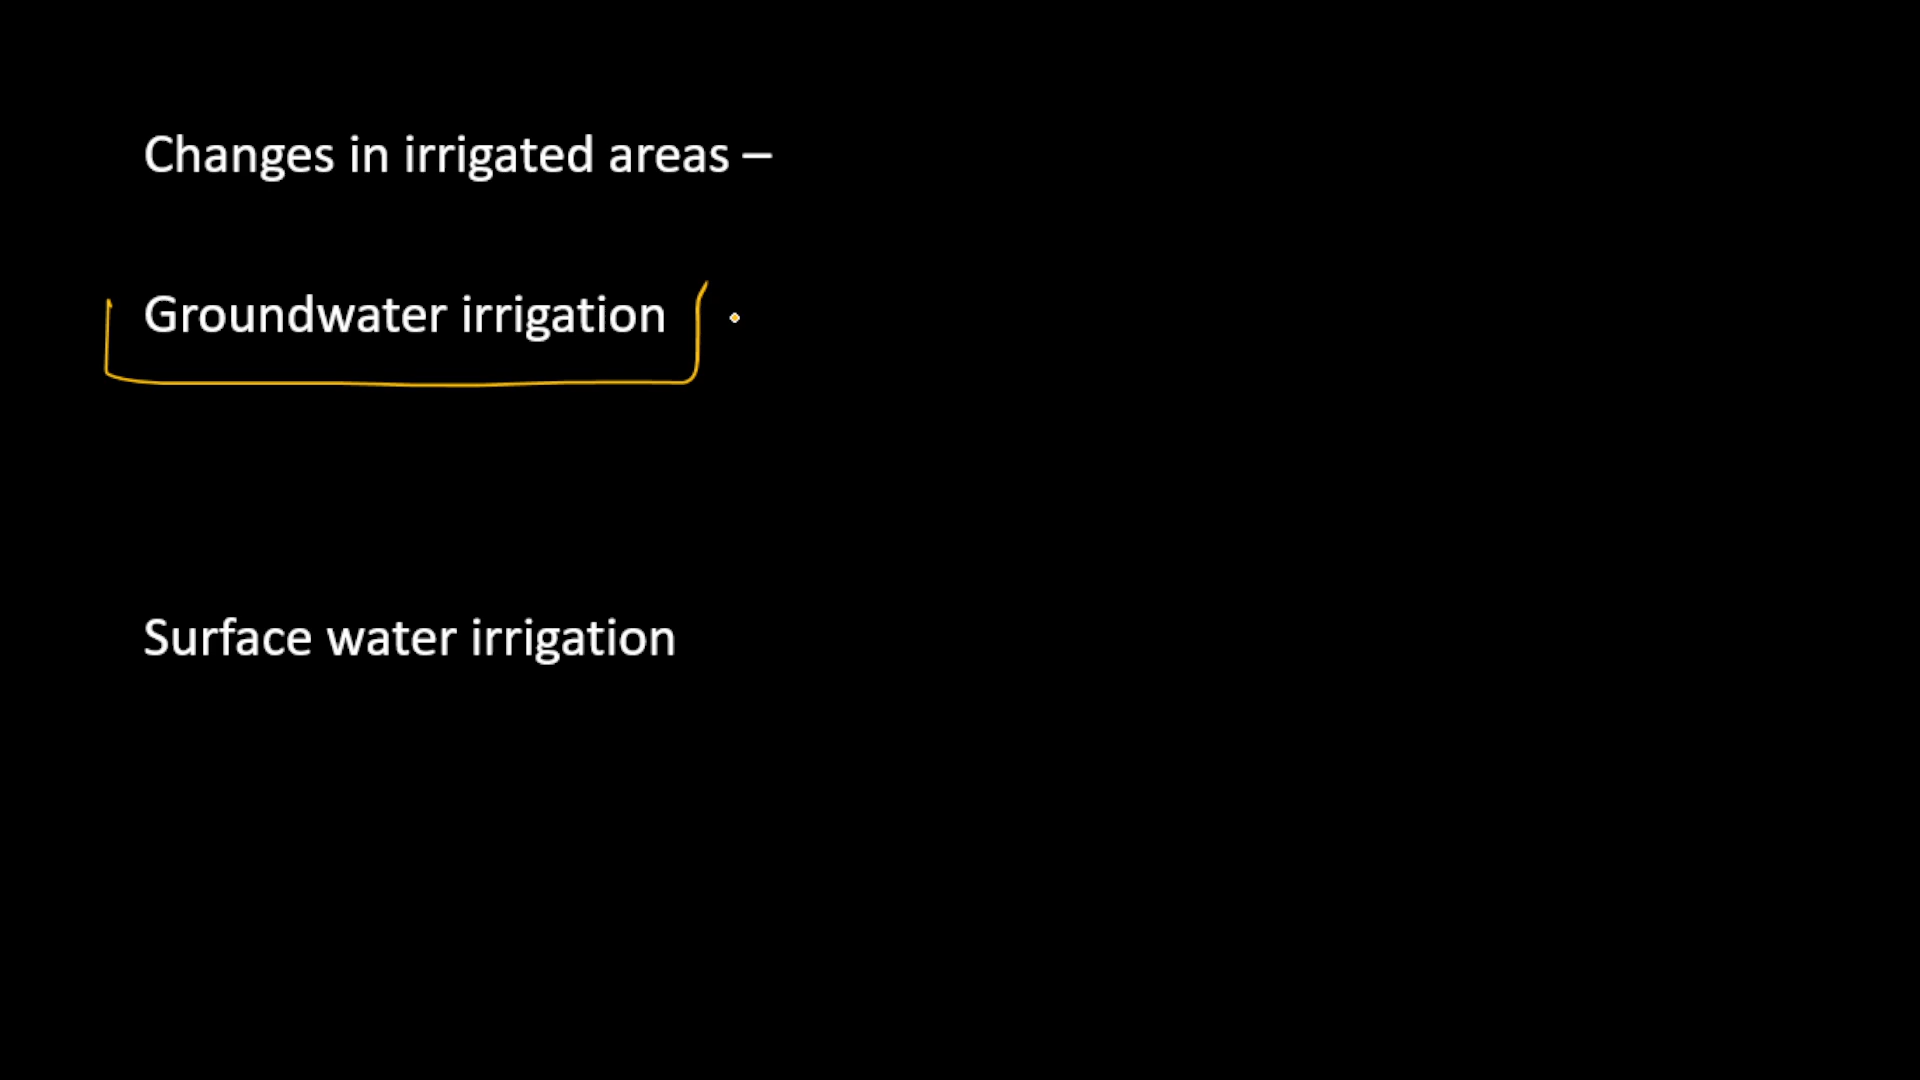 Changes in irrigated areas –
Groundwater irrigation
Surface water irrigation